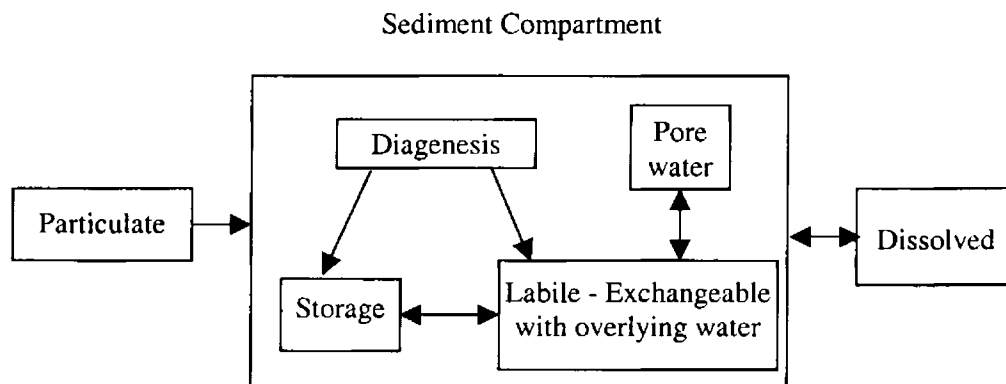 Sediment Compartment
Diagenesis
Pore
water
Particulate
Dissolved
Storage
Labile - Exchangeable
with overlying water